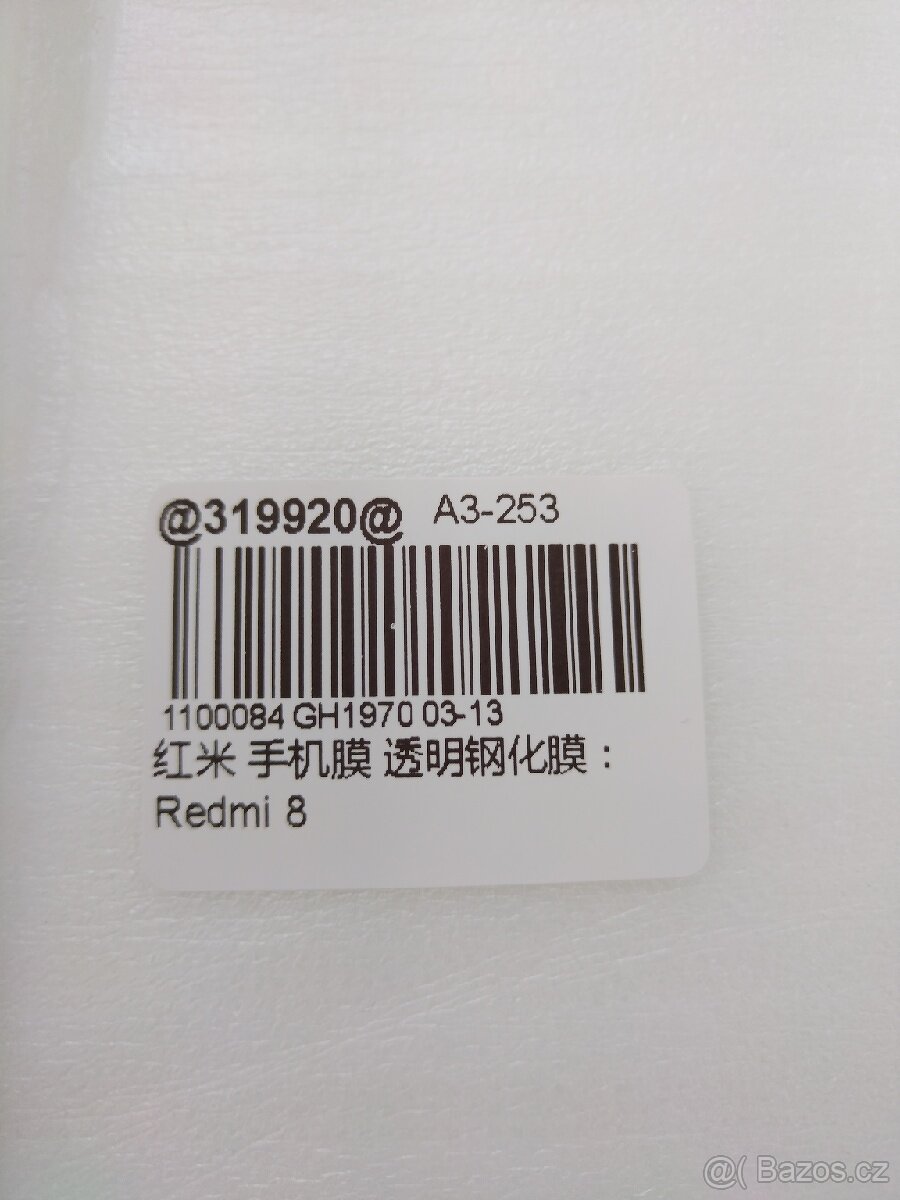 @319920@ A3-253
1100084 GH1970 03-13
红米 手机膜 透明钢化膜：
Redmi 8
@( Bazos.cz